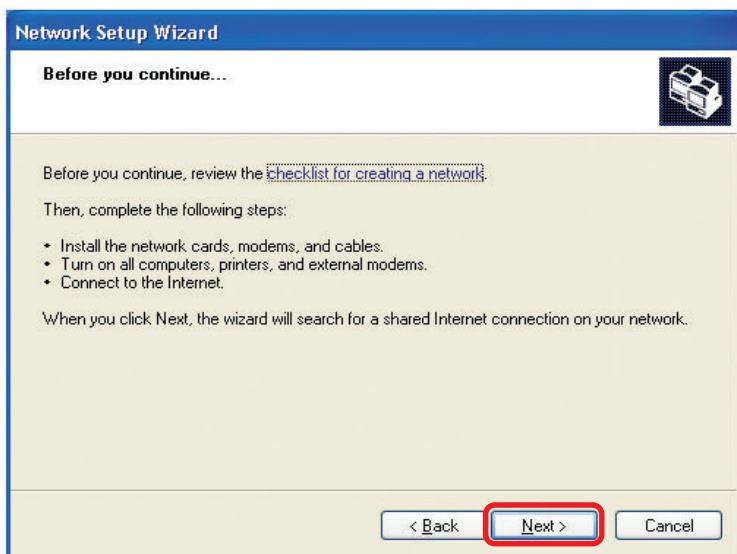 Network Setup Wizard
Before you continue...
Before you continue, review the checklist for creating a network.
Then, complete the following steps:
• Install the network cards, modems, and cables.
• Turn on all computers, printers, and external modems.
• Connect to the Internet.
When you click Next, the wizard will search for a shared Internet connection on your network.
< Back Next > Cancel